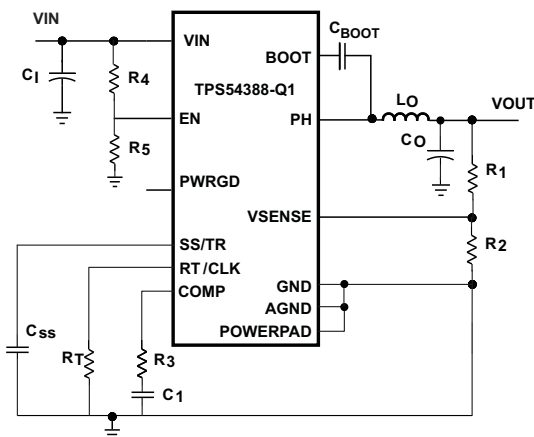 VIN
C_BOOT
VIN
BOOT
C_I
R4
TPS54388-Q1
L_O
VOUT
EN
PH
C_O
R5
R1
PWRGD
VSENSE
R2
SS/TR
RT/CLK
GND
COMP
AGND
POWERPAD
C_SS
R_T
R3
C1